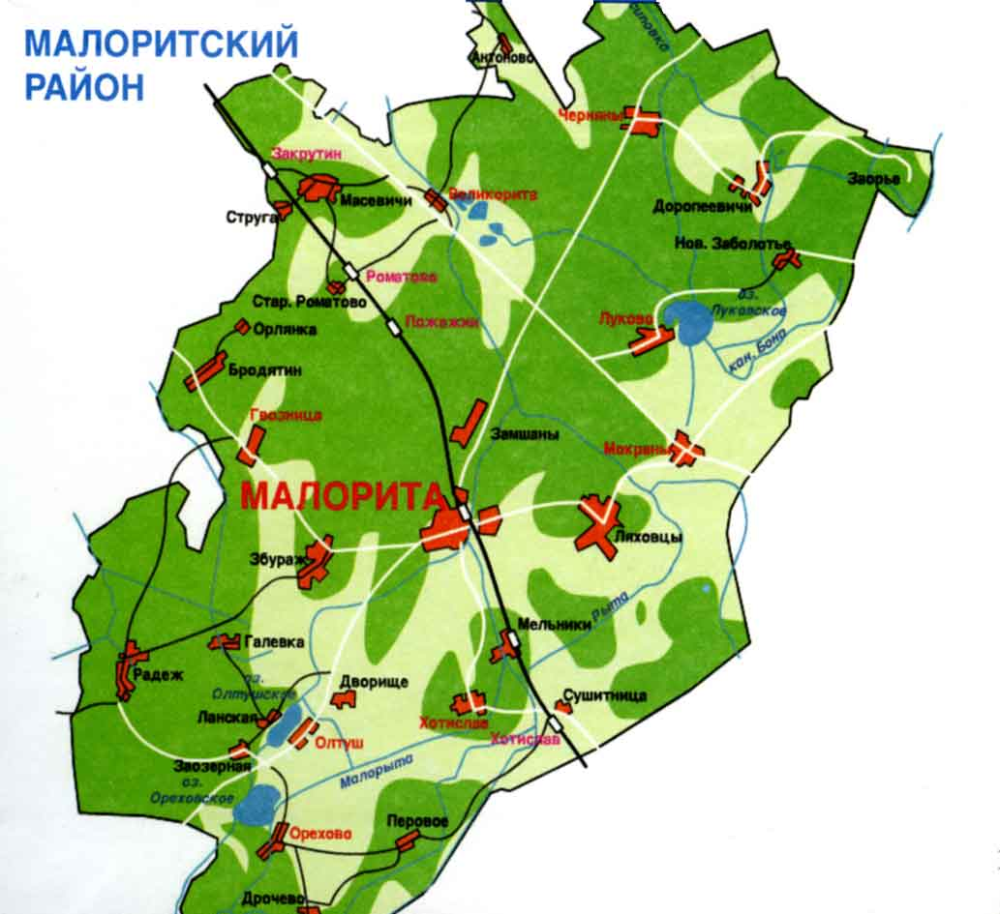 МАЛОРИТСКИЙ
РАЙОН
Антоново
Черняны
Закрутин
Масевичи
Струга
Великорита
Доропеевичи
Заорье
Нов. Заболотье
Роматово
Стар. Роматово
Пожежин
оз.
Луковское
Луково
кан. Бона
Орлянка
Бродятин
Гвозница
Замшаны
Мокраны
МАЛОРИТА
Ляховцы
Збураж
Рыта
Мельники
Галевка
Радеж
оз.
Олтушское
Дворище
Сушитница
Ланская
Олтуш
Хотислав
Хотислав
Заозерная
Малорыта
оз.
Ореховское
Орехово
Перовое
Дрочево